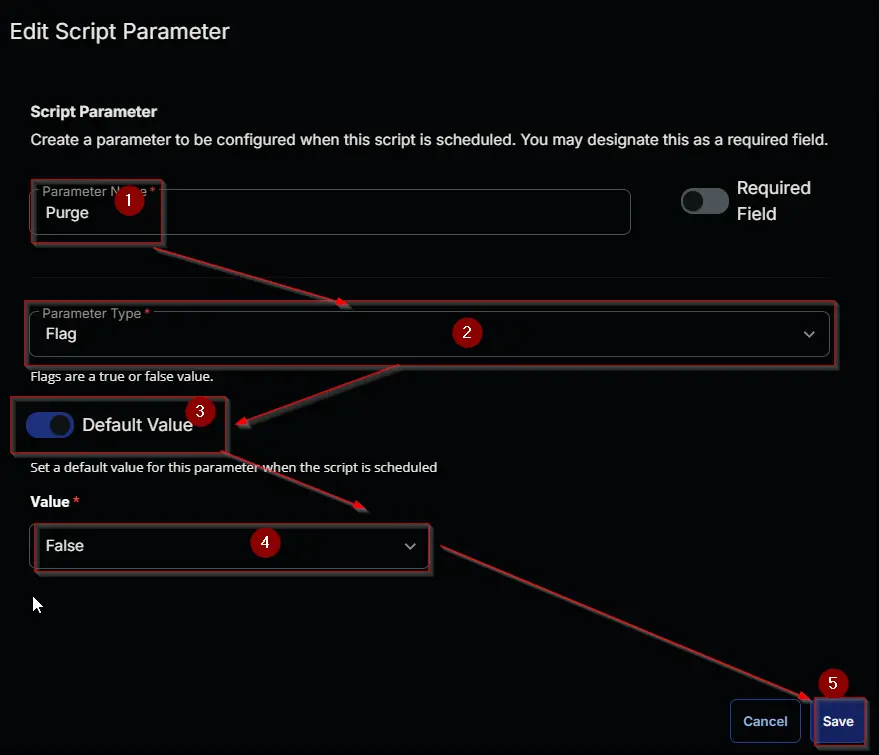 Edit Script Parameter
Script Parameter
Create a parameter to be configured when this script is scheduled. You may designate this as a required field.
Parameter Name *
1
Purge
Required
Field
Parameter Type *
Flag
2
Flags are a true or false value.
Default Value
3
Set a default value for this parameter when the script is scheduled
Value *
False
4
5
Cancel
Save